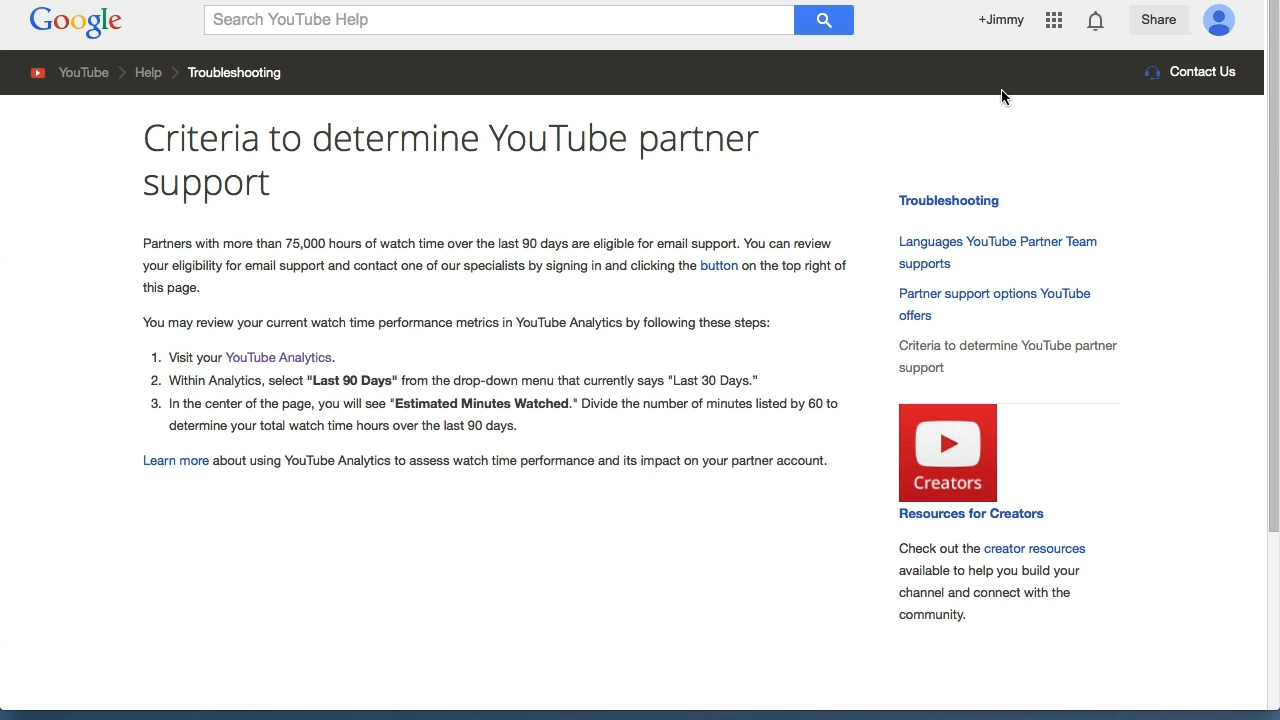 Google
Search YouTube Help
+Jimmy
Share
YouTube
Help
Troubleshooting
Contact Us
Criteria to determine YouTube partner
support
Partners with more than 75,000 hours of watch time over the last 90 days are eligible for email support. You can review
your eligibility for email support and contact one of our specialists by signing in and clicking the button on the top right of
this page.
You may review your current watch time performance metrics in YouTube Analytics by following these steps:
1. Visit your YouTube Analytics.
2. Within Analytics, select "Last 90 Days" from the drop-down menu that currently says "Last 30 Days.”
3. In the center of the page, you will see "Estimated Minutes Watched." Divide the number of minutes listed by 60 to
determine your total watch time hours over the last 90 days.
Learn more about using YouTube Analytics to assess watch time performance and its impact on your partner account.
Troubleshooting
Languages YouTube Partner Team
supports
Partner support options YouTube
offers
Criteria to determine YouTube partner
support
Creators
Resources for Creators
Check out the creator resources
available to help you build your
channel and connect with the
community.